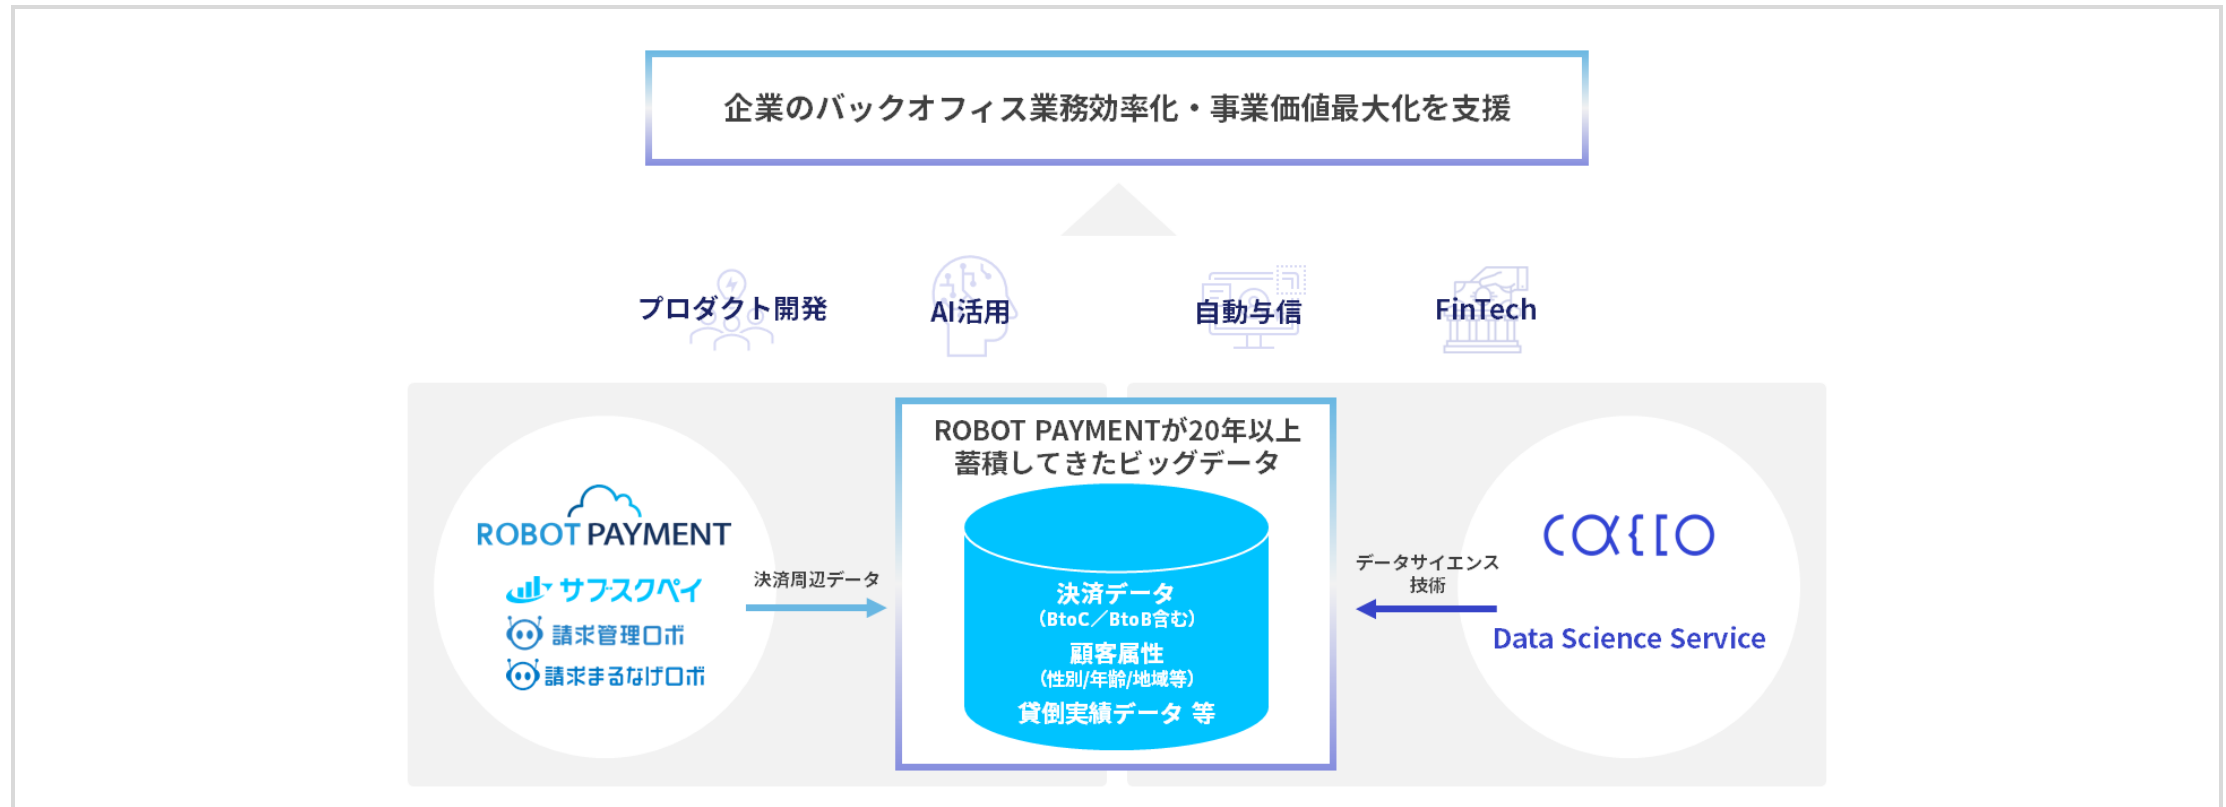 企業のバックオフィス業務効率化・事業価値最大化を支援
プロダクト開発
AI活用
自動与信
FinTech
ROBOT PAYMENT
サブスクペイ
請求管理ロボ
請求まるなげロボ
決済周辺データ
ROBOT PAYMENTが20年以上
蓄積してきたビッグデータ
決済データ
（BtoC／BtoB含む）
顧客属性
（性別/年齢/地域等）
貸倒実績データ 等
データサイエンス
技術
Data Science Service